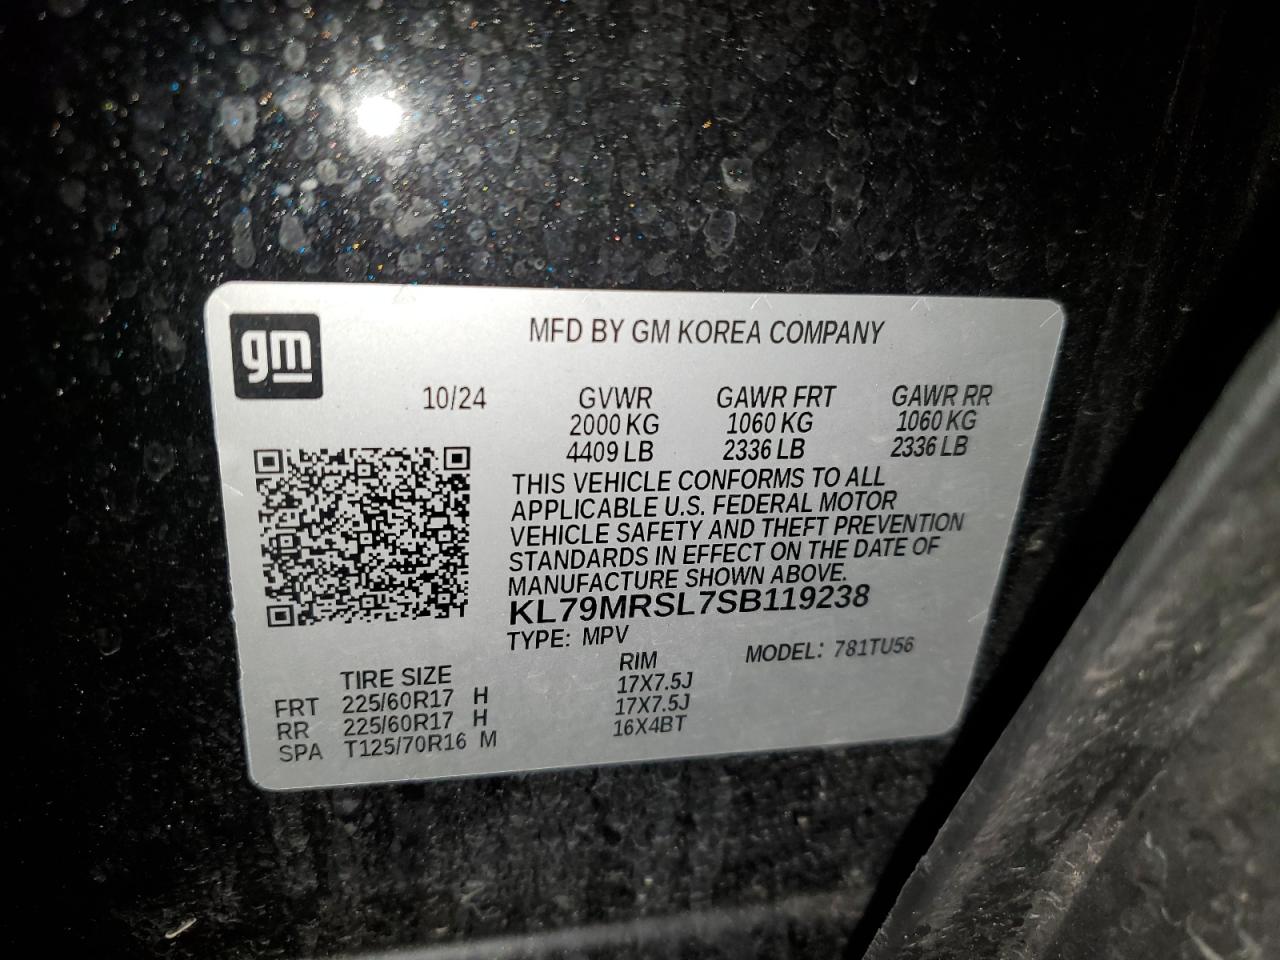 gm
MFD BY GM KOREA COMPANY
10/24 GVWR GAWR FRT GAWR RR
2000 KG 1060 KG 1060 KG
4409 LB 2336 LB 2336 LB
THIS VEHICLE CONFORMS TO ALL
APPLICABLE U.S. FEDERAL MOTOR
VEHICLE SAFETY AND THEFT PREVENTION
STANDARDS IN EFFECT ON THE DATE OF
MANUFACTURE SHOWN ABOVE.
KL79MRSL7SB119238
TYPE: MPV MODEL: 781TU56
TIRE SIZE RIM
FRT 225/60R17 H 17X7.5J
RR 225/60R17 H 17X7.5J
SPA T125/70R16 M 16X4BT